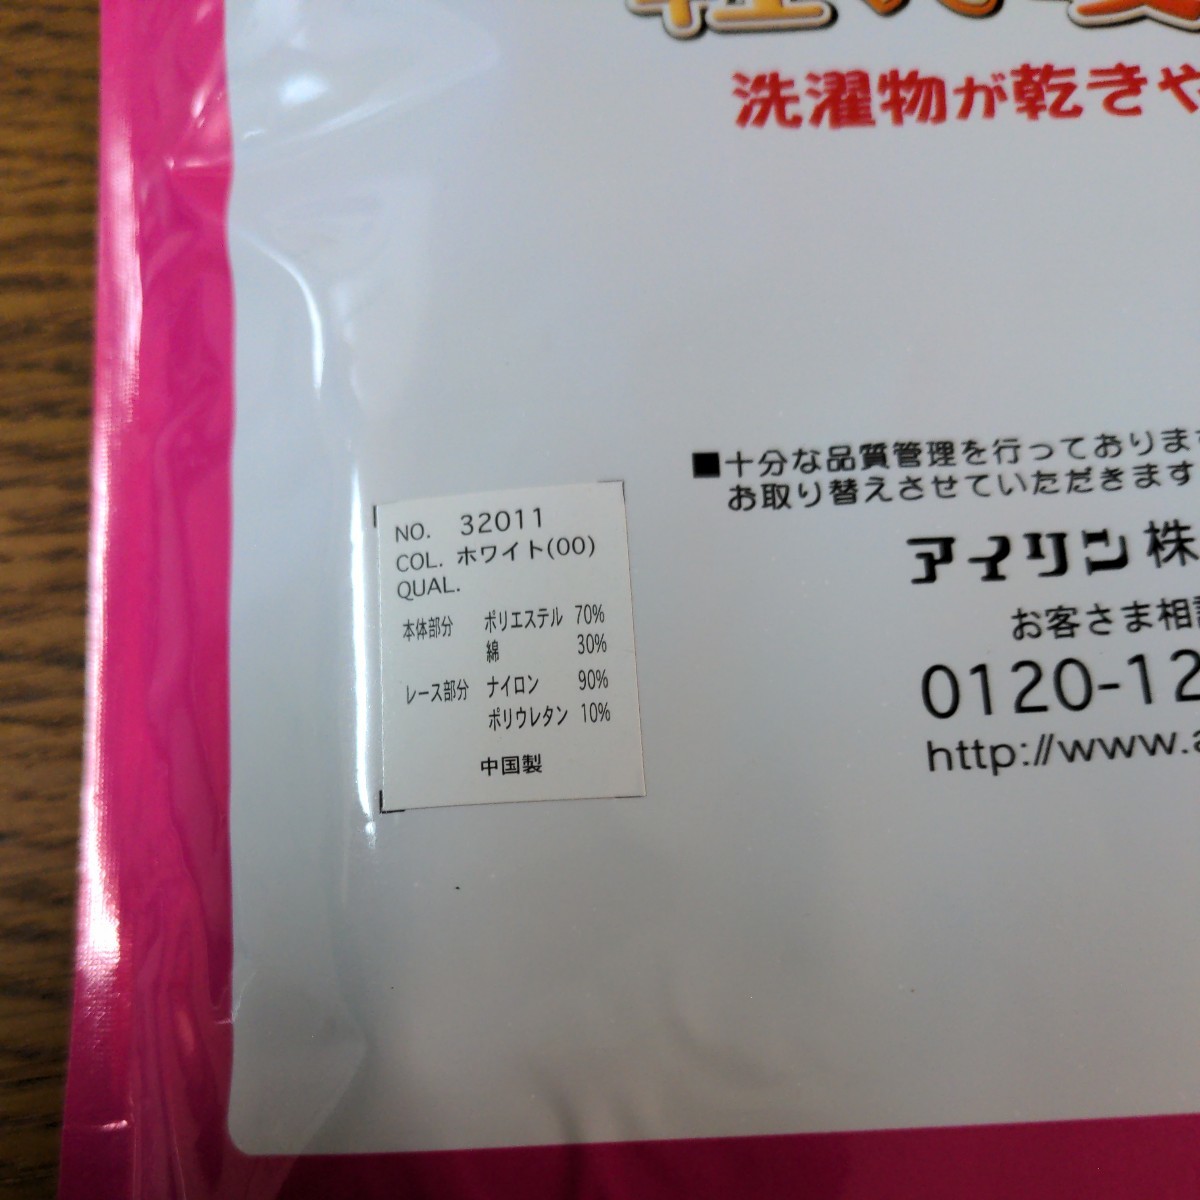 洗濯物が乾きや
■十分な品質管理を行っております
お取り替えさせていただきます
アイリン株
お客さま相談
0120-12
http://www.a
NO. 32011
COL. ホワイト(00)
QUAL.
本体部分 ポリエステル 70%
綿 30%
レース部分 ナイロン 90%
ポリウレタン 10%
中国製